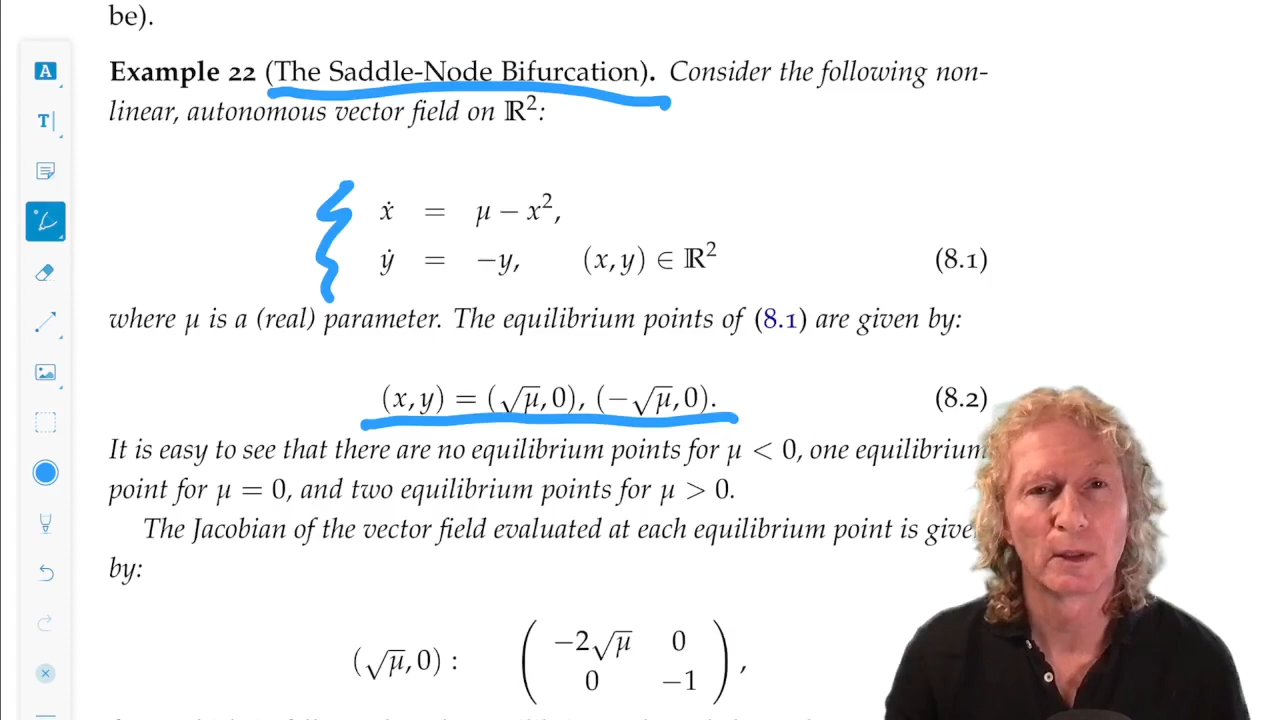 be).
Example 22 (The Saddle-Node Bifurcation). Consider the following non-
linear, autonomous vector field on ℝ²:
ẋ = μ − x²,
ẏ = −y, (x, y) ∈ ℝ² (8.1)
where μ is a (real) parameter. The equilibrium points of (8.1) are given by:
(x, y) = (√μ, 0), (−√μ, 0). (8.2)
It is easy to see that there are no equilibrium points for μ < 0, one equilibrium
point for μ = 0, and two equilibrium points for μ > 0.
The Jacobian of the vector field evaluated at each equilibrium point is give
by:
(√μ, 0) : ( −2√μ 0
0 −1 ) ,
A
T